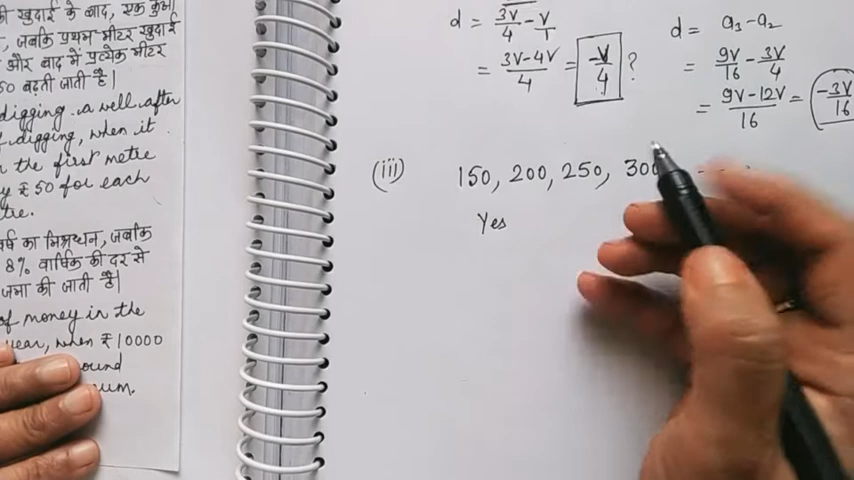 की खुदाई के बाद, एक कुआँ
जबकि प्रथम मीटर खुदाई
और बाद में प्रत्येक मीटर
50 बढ़ती जाती है।
digging a well after
digging, when it
the first metre
₹50 for each
का मिश्रधन, जबकि
8% वार्षिक की दर से
जमा की जाती है।
of money in the
year, when ₹10000
d = 3V/4 - V/1
= 3V-4V/4 = -V/4 ?
d = a₃-a₂
= 9V/16 - 3V/4
= 9V-12V/16 = -3V/16
(iii) 150, 200, 250, 300
Yes